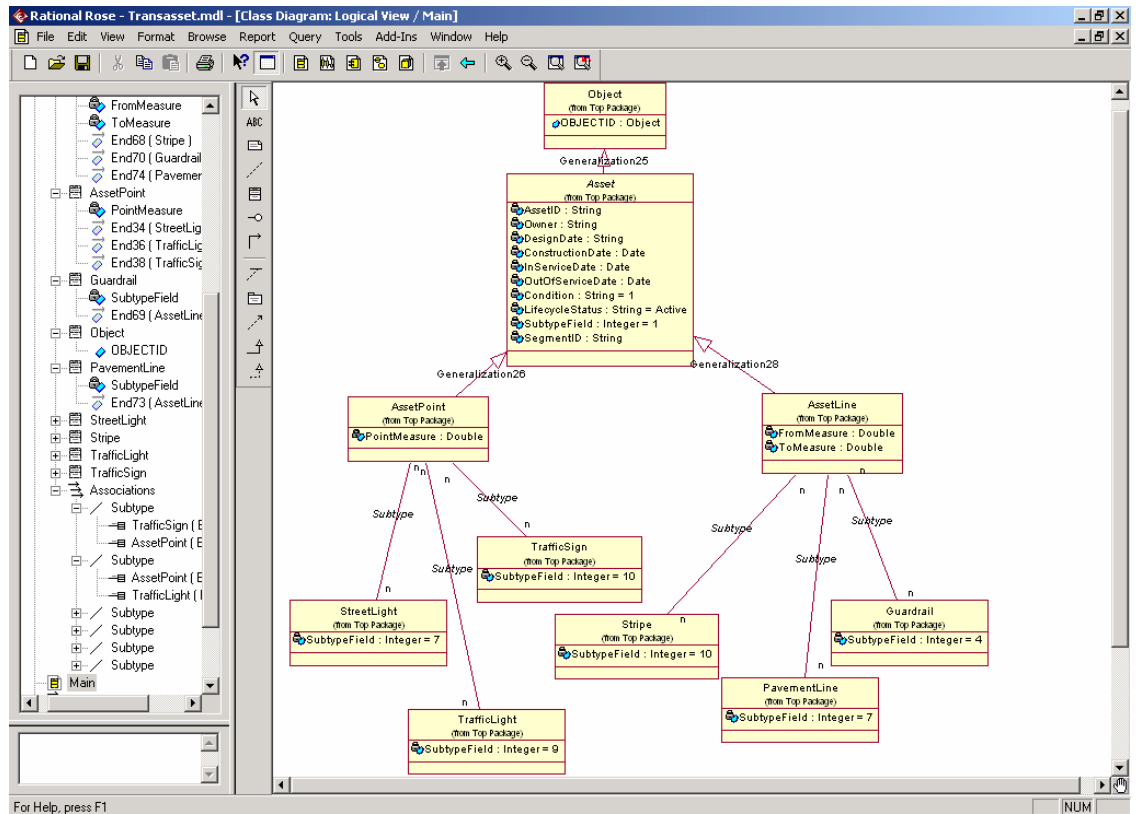 Rational Rose - Transasset.mdl - [Class Diagram: Logical View / Main]
File Edit View Format Browse Report Query Tools Add-Ins Window Help
FromMeasure
ToMeasure
End68 ( Stripe )
End70 ( Guardrail
End74 ( Pavemer
AssetPoint
PointMeasure
End34 ( StreetLig
End36 ( TrafficLig
End38 ( TrafficSig
Guardrail
SubtypeField
End69 ( AssetLine
Object
OBJECTID
PavementLine
SubtypeField
End73 ( AssetLine
StreetLight
Stripe
TrafficLight
TrafficSign
Associations
Subtype
TrafficSign ( E
AssetPoint ( E
Subtype
AssetPoint ( E
TrafficLight (
Subtype
Subtype
Subtype
Subtype
Main
ABC
Object
(from Top Package)
OBJECTID : Object
Generalization25
Asset
(from Top Package)
AssetID : String
Owner : String
DesignDate : String
ConstructionDate : Date
InServiceDate : Date
OutOfServiceDate : Date
Condition : String = 1
LifecycleStatus : String = Active
SubtypeField : Integer = 1
SegmentID : String
Generalization26
Generalization28
AssetPoint
(from Top Package)
PointMeasure : Double
AssetLine
(from Top Package)
FromMeasure : Double
ToMeasure : Double
n
n
n
n
n
n
Subtype
Subtype
Subtype
Subtype
Subtype
Subtype
n
n
n
n
n
n
TrafficSign
(from Top Package)
SubtypeField : Integer = 10
StreetLight
(from Top Package)
SubtypeField : Integer = 7
Stripe
(from Top Package)
SubtypeField : Integer = 10
Guardrail
(from Top Package)
SubtypeField : Integer = 4
PavementLine
(from Top Package)
SubtypeField : Integer = 7
TrafficLight
(from Top Package)
SubtypeField : Integer = 9
For Help, press F1
NUM